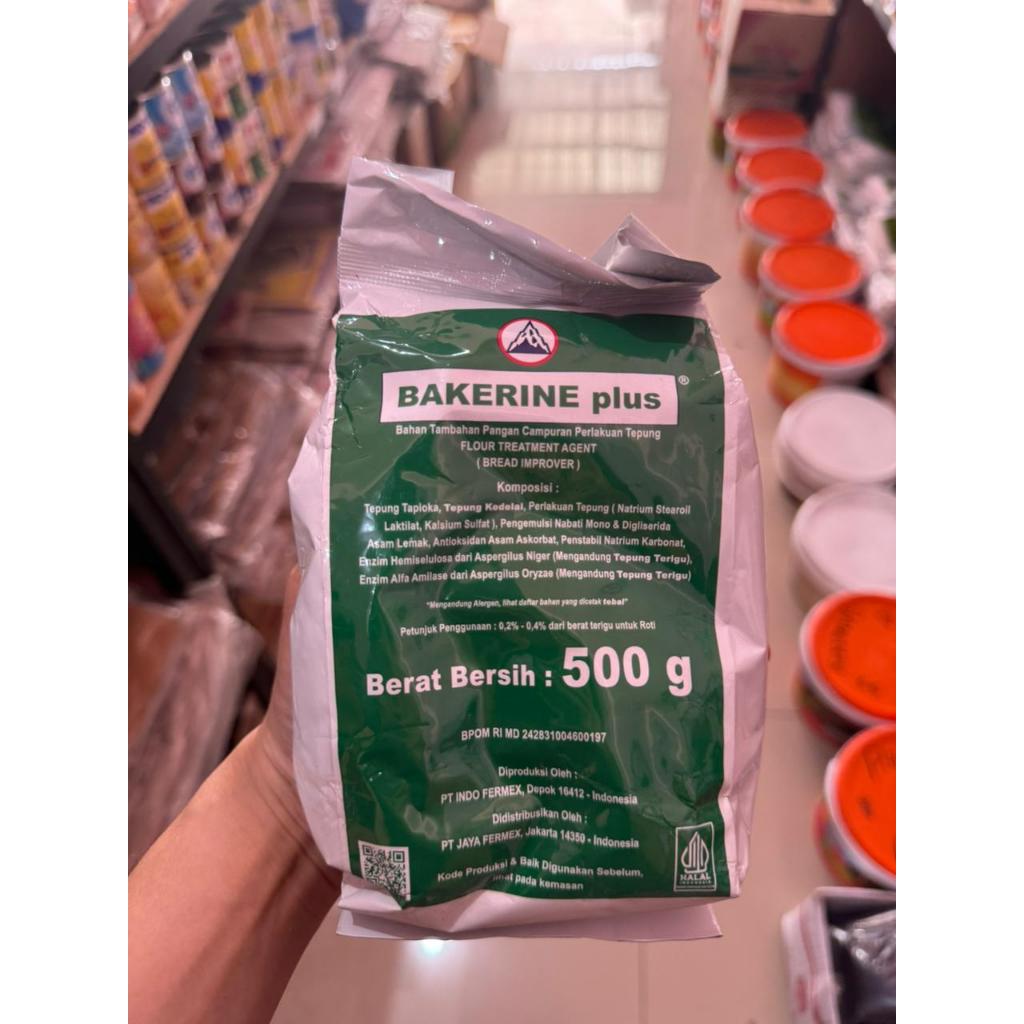 BAKERINE plus ®
Bahan Tambahan Pangan Campuran Perlakuan Tepung
FLOUR TREATMENT AGENT
( BREAD IMPROVER )
Komposisi :
Tepung Tapioka, Tepung Kedelai, Perlakuan Tepung ( Natrium Stearoil
Laktilat, Kalsium Sulfat ), Pengemulsi Nabati Mono & Digliserida
Asam Lemak, Antioksidan Asam Askorbat, Penstabil Natrium Karbonat,
Enzim Hemiselulosa dari Aspergilus Niger (Mengandung Tepung Terigu),
Enzim Alfa Amilase dari Aspergilus Oryzae (Mengandung Tepung Terigu)
"Mengandung Alergen, lihat daftar bahan yang dicetak tebal"
Petunjuk Penggunaan : 0,2% - 0,4% dari berat terigu untuk Roti
Berat Bersih : 500 g
BPOM RI MD 242831004600197
Diproduksi Oleh :
PT INDO FERMEX, Depok 16412 - Indonesia
Didistribusikan Oleh :
PT JAYA FERMEX, Jakarta 14350 - Indonesia
Kode Produksi & Baik Digunakan Sebelum,
lihat pada kemasan
HALAL
INDONESIA